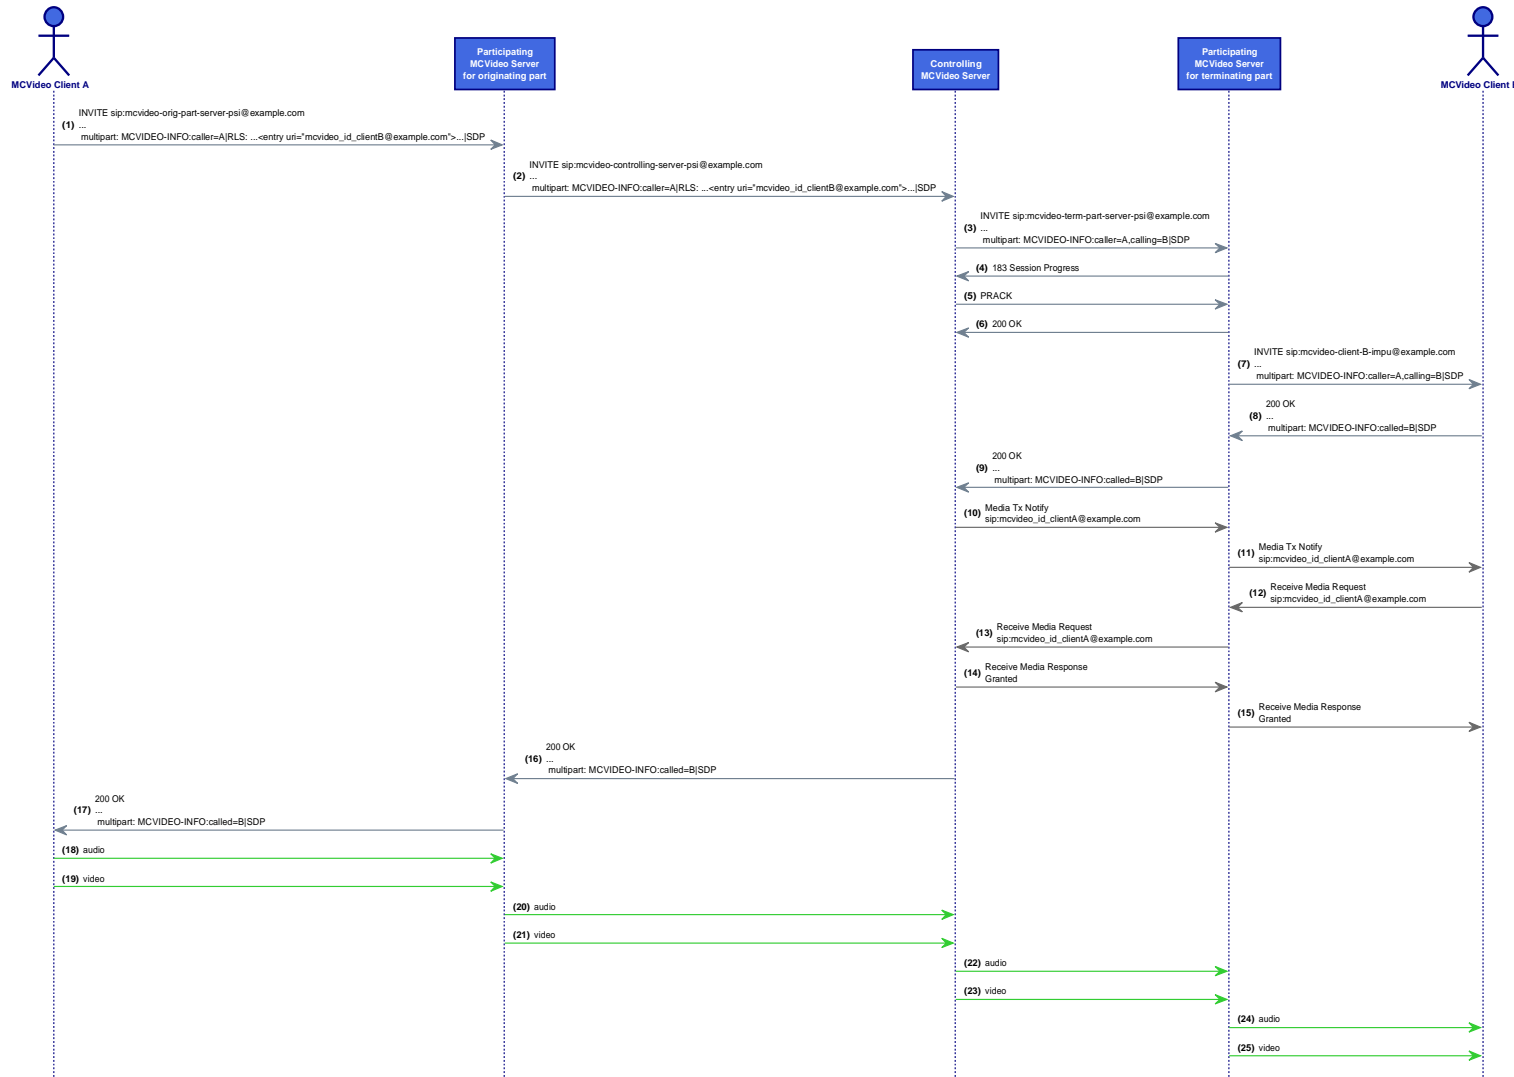 MCVideo Client A
Participating
MCVideo Server
for originating part
Controlling
MCVideo Server
Participating
MCVideo Server
for terminating part
MCVideo Client
INVITE sip:mcvideo-orig-part-server-psi@example.com
(1) ...
multipart: MCVIDEO-INFO:caller=A|RLS: ...<entry uri="mcvideo_id_clientB@example.com">...|SDP
INVITE sip:mcvideo-controlling-server-psi@example.com
(2) ...
multipart: MCVIDEO-INFO:caller=A|RLS: ...<entry uri="mcvideo_id_clientB@example.com">...|SDP
INVITE sip:mcvideo-term-part-server-psi@example.com
(3) ...
multipart: MCVIDEO-INFO:caller=A,calling=B|SDP
(4) 183 Session Progress
(5) PRACK
(6) 200 OK
INVITE sip:mcvideo-client-B-impu@example.com
(7) ...
multipart: MCVIDEO-INFO:caller=A,calling=B|SDP
200 OK
(8) ...
multipart: MCVIDEO-INFO:called=B|SDP
200 OK
(9) ...
multipart: MCVIDEO-INFO:called=B|SDP
(10) Media Tx Notify
sip:mcvideo_id_clientA@example.com
(11) Media Tx Notify
sip:mcvideo_id_clientA@example.com
(12) Receive Media Request
sip:mcvideo_id_clientA@example.com
(13) Receive Media Request
sip:mcvideo_id_clientA@example.com
(14) Receive Media Response
Granted
(15) Receive Media Response
Granted
200 OK
(16) ...
multipart: MCVIDEO-INFO:called=B|SDP
200 OK
(17) ...
multipart: MCVIDEO-INFO:called=B|SDP
(18) audio
(19) video
(20) audio
(21) video
(22) audio
(23) video
(24) audio
(25) video